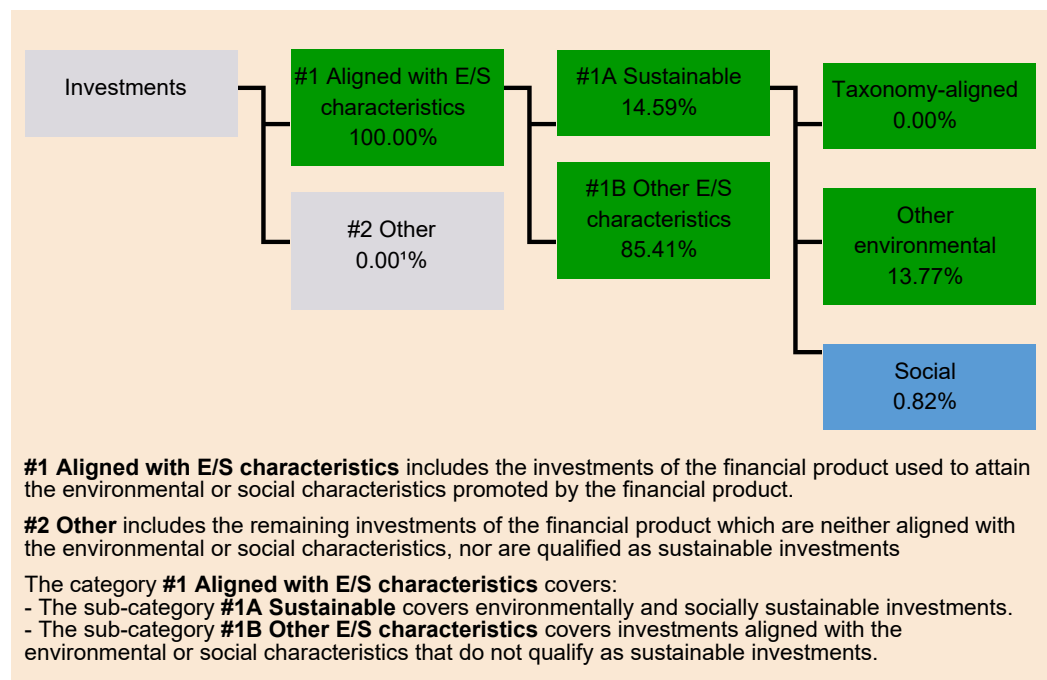 Investments
#1 Aligned with E/S
characteristics
100.00%
#2 Other
0.00¹%
#1A Sustainable
14.59%
#1B Other E/S
characteristics
85.41%
Taxonomy-aligned
0.00%
Other
environmental
13.77%
Social
0.82%
#1 Aligned with E/S characteristics includes the investments of the financial product used to attain
the environmental or social characteristics promoted by the financial product.
#2 Other includes the remaining investments of the financial product which are neither aligned with
the environmental or social characteristics, nor are qualified as sustainable investments
The category #1 Aligned with E/S characteristics covers:
- The sub-category #1A Sustainable covers environmentally and socially sustainable investments.
- The sub-category #1B Other E/S characteristics covers investments aligned with the
environmental or social characteristics that do not qualify as sustainable investments.